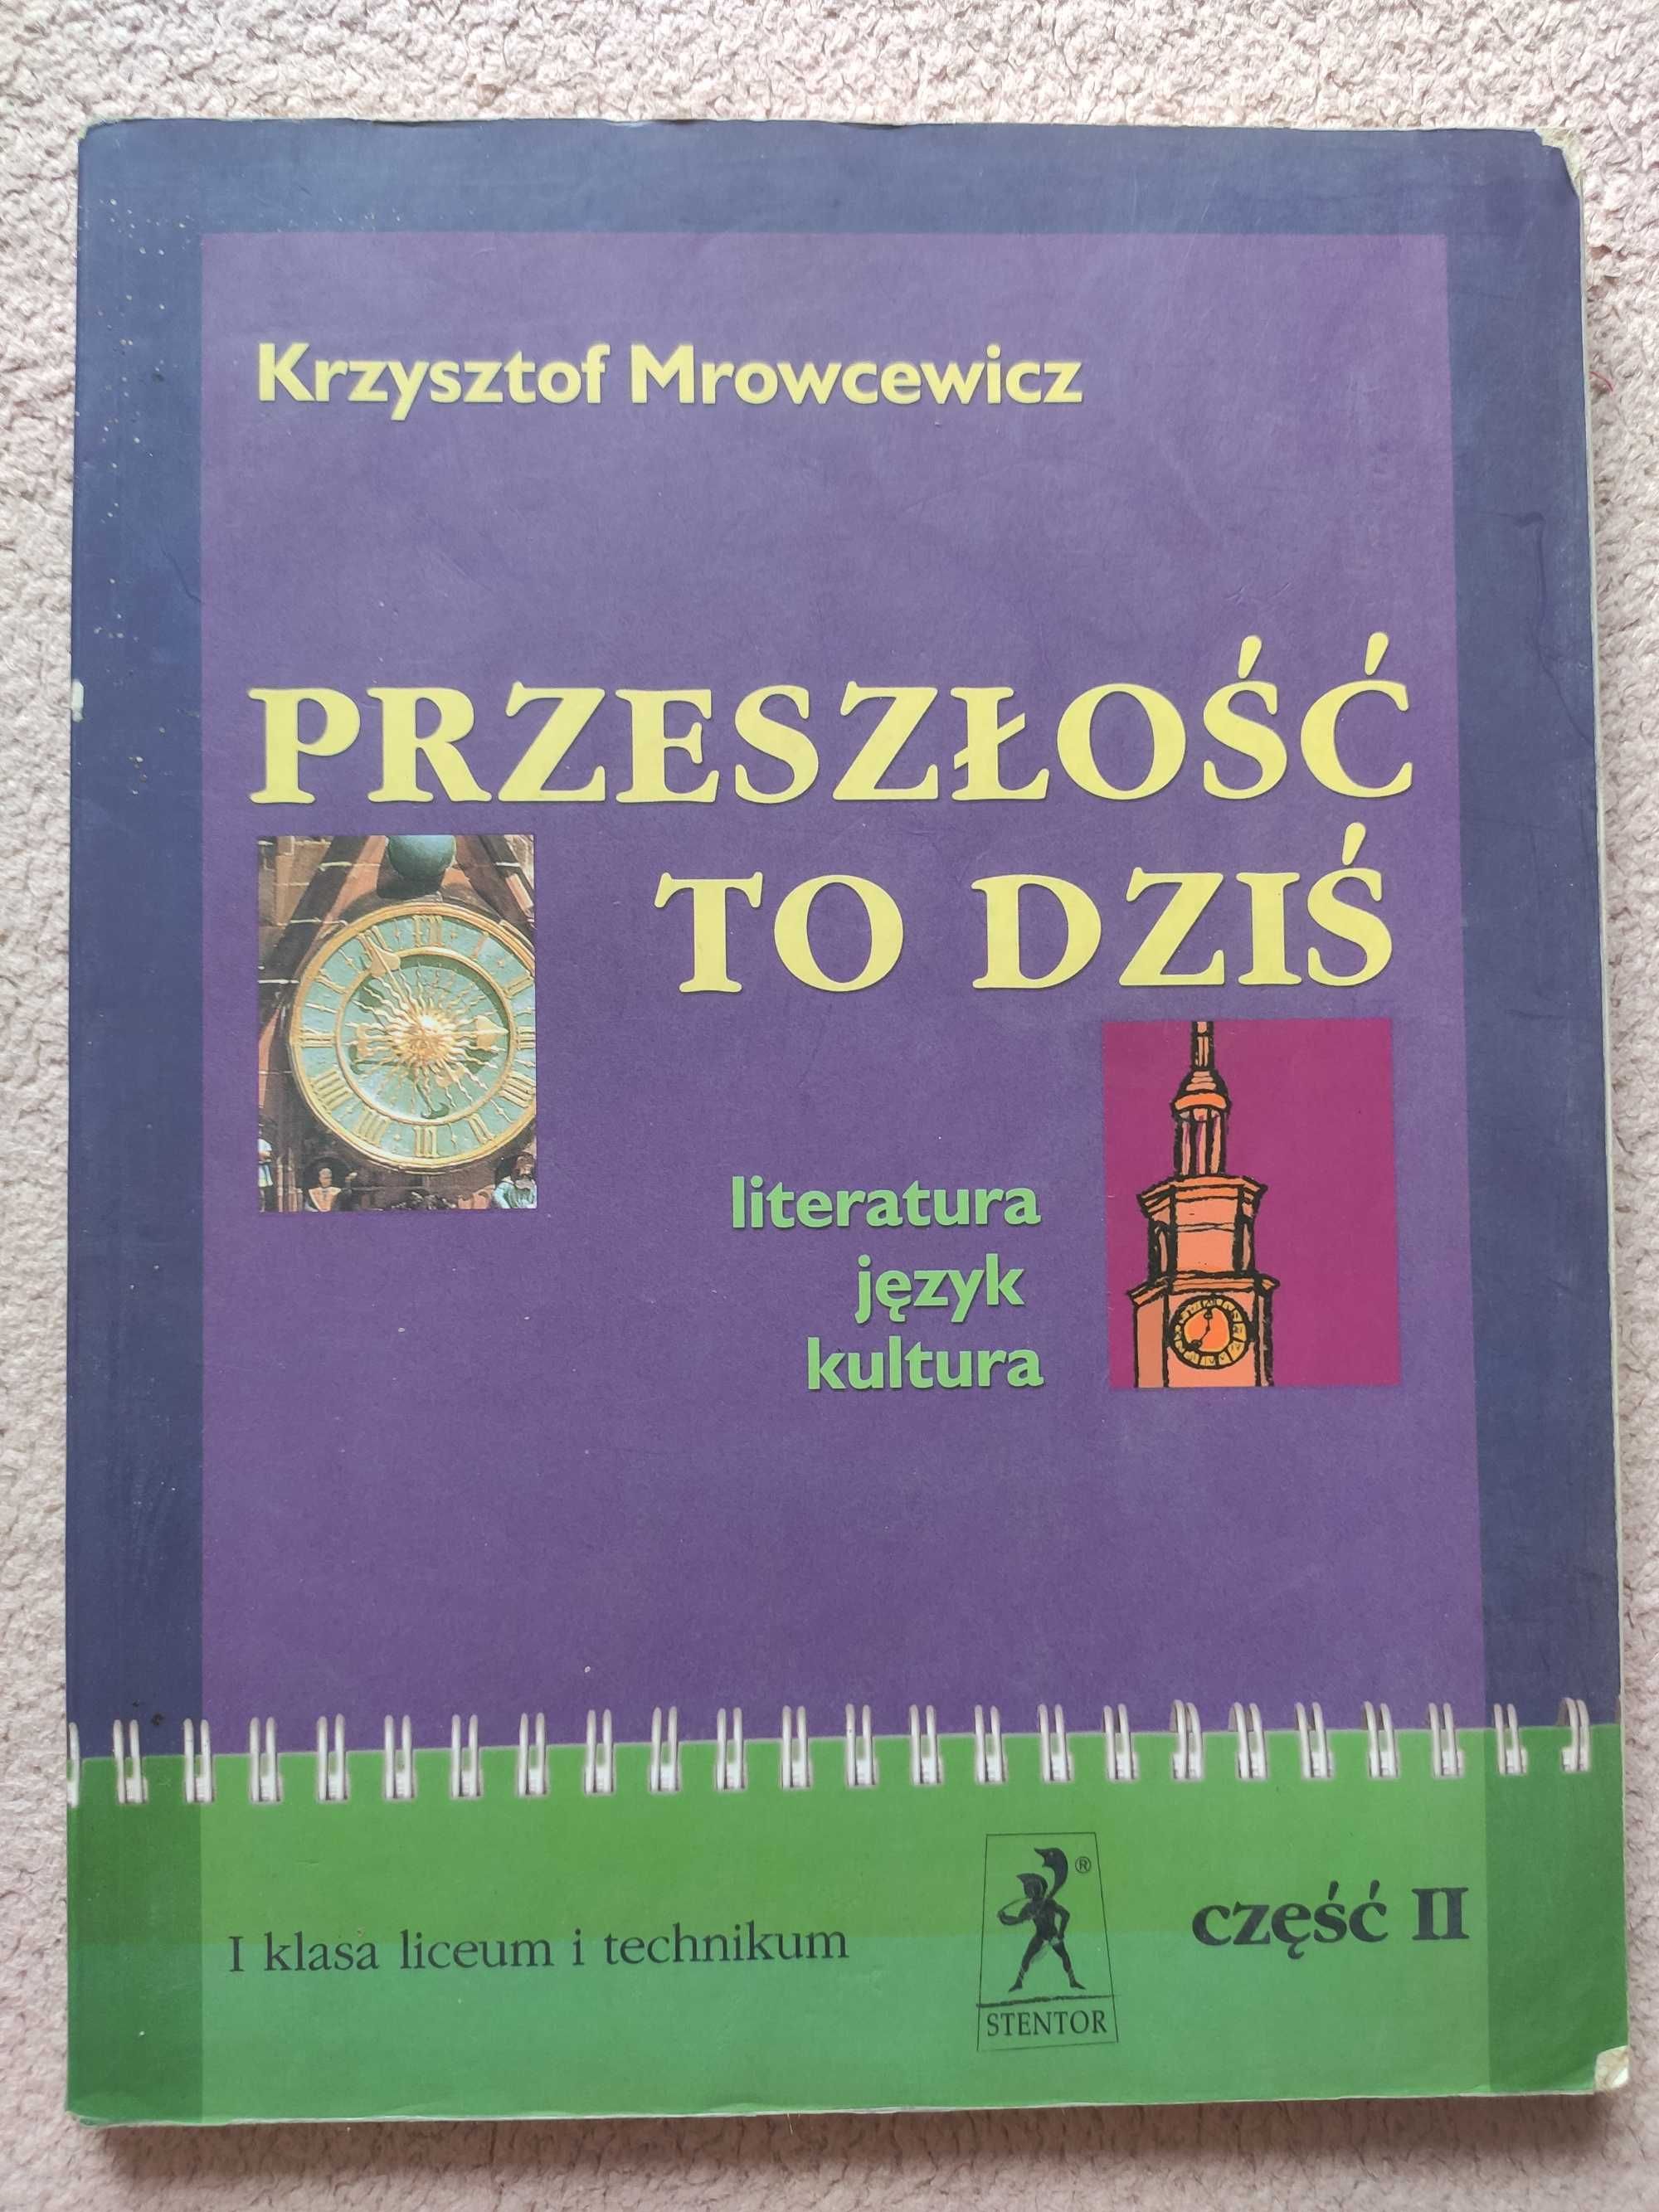 Krzysztof Mrowcewicz
PRZESZŁOŚĆ
TO DZIŚ
literatura
język
kultura
I klasa liceum i technikum
®
STENTOR
część II